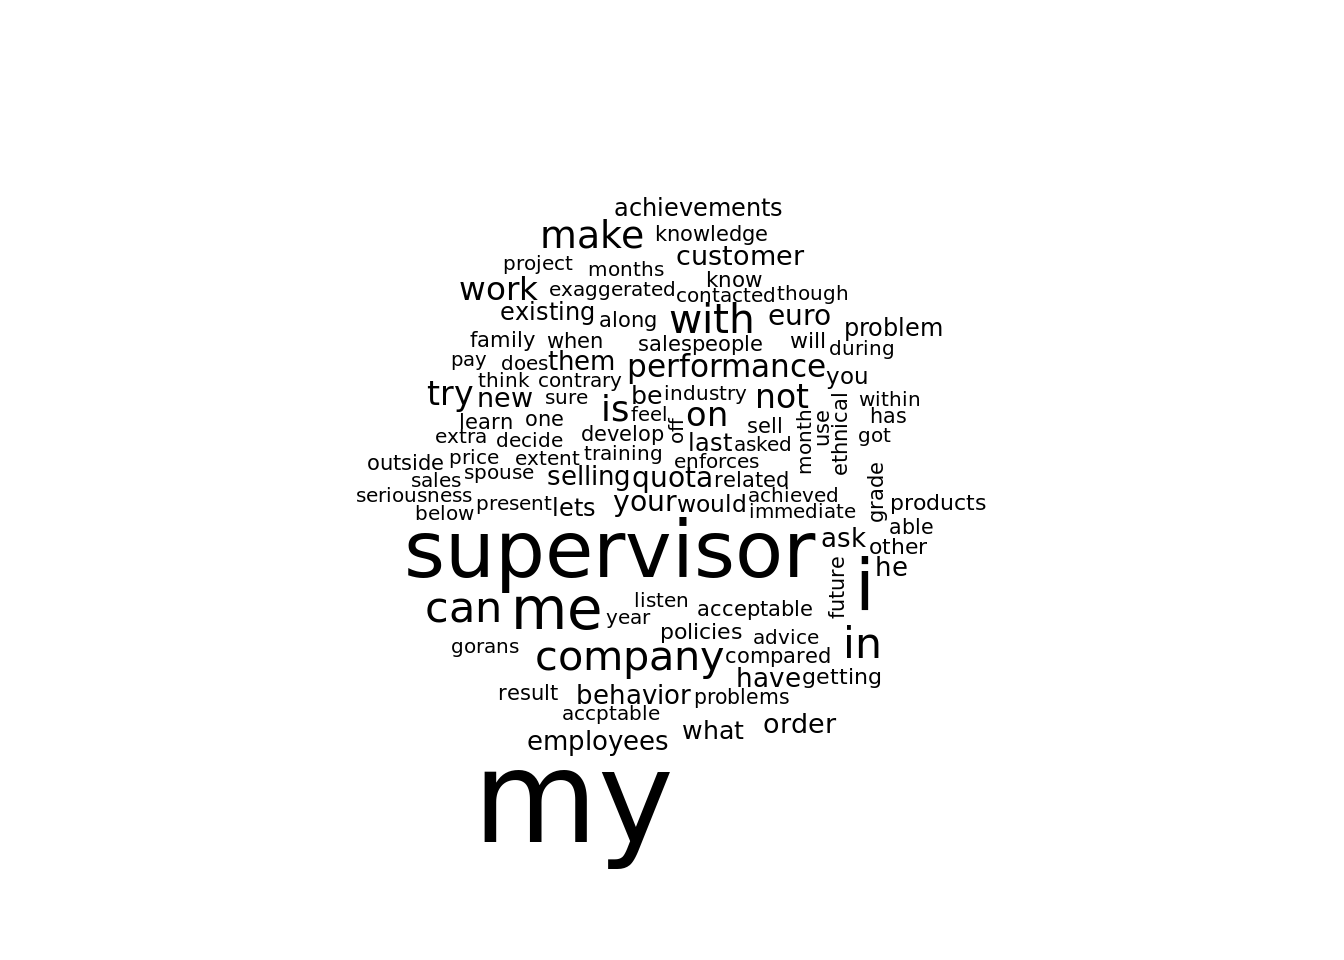 achievements
make knowledge
customer
project months know
work exaggerated contacted though
existing along with euro problem
family when salespeople will during
pay does them performance you
think contrary
try new sure is feel be industry not within
learn one off on sell month use ethnical has
extra decide develop last asked got
outside price extent training enforces
sales spouse selling quota related
seriousness present lets your would achieved grade products
below immediate able
supervisor ask other
i he
can me year listen acceptable future
gorans policies advice in
company compared
have getting
result behavior problems
accptable what order
employees
my